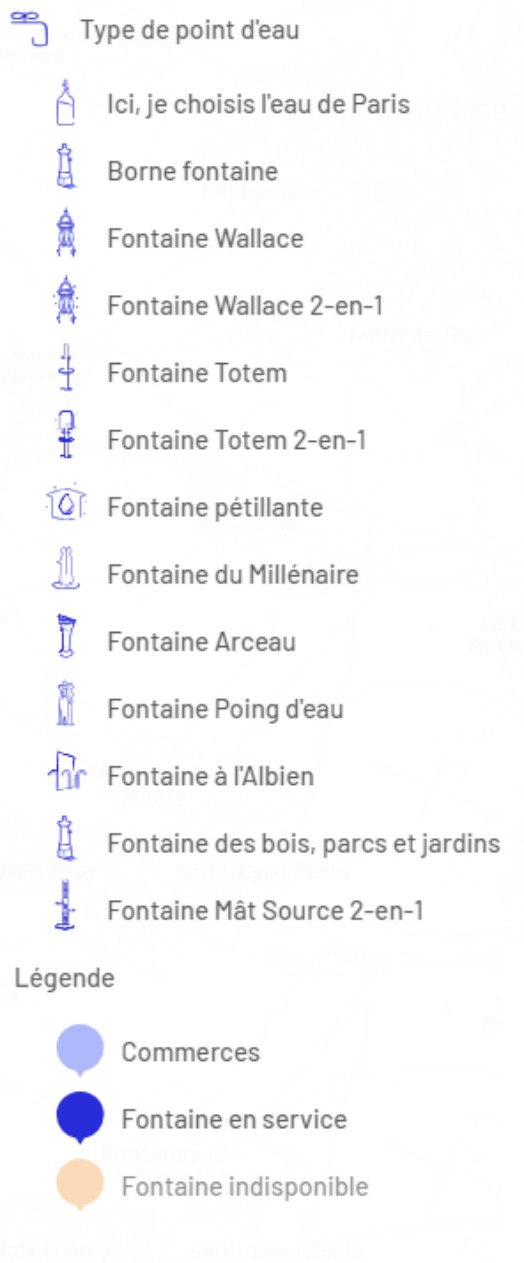 Type de point d'eau
Ici, je choisis l'eau de Paris
Borne fontaine
Fontaine Wallace
Fontaine Wallace 2-en-1
Fontaine Totem
Fontaine Totem 2-en-1
Fontaine pétillante
Fontaine du Millénaire
Fontaine Arceau
Fontaine Poing d'eau
Fontaine à l'Albien
Fontaine des bois, parcs et jardins
Fontaine Mât Source 2-en-1
Légende
Commerces
Fontaine en service
Fontaine indisponible